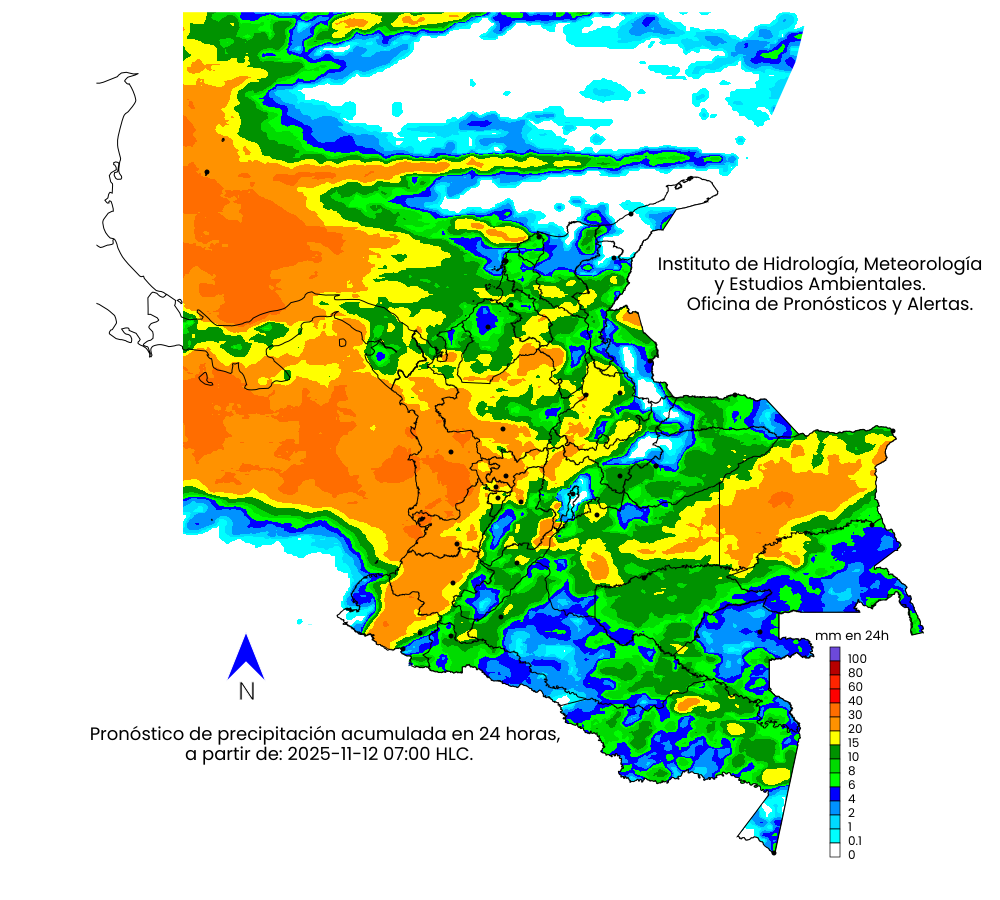 Instituto de Hidrología, Meteorología
y Estudios Ambientales.
Oficina de Pronósticos y Alertas.
mm en 24h
100
80
60
40
30
20
15
10
8
6
4
2
1
0.1
0
N
Pronóstico de precipitación acumulada en 24 horas,
a partir de: 2025-11-12 07:00 HLC.